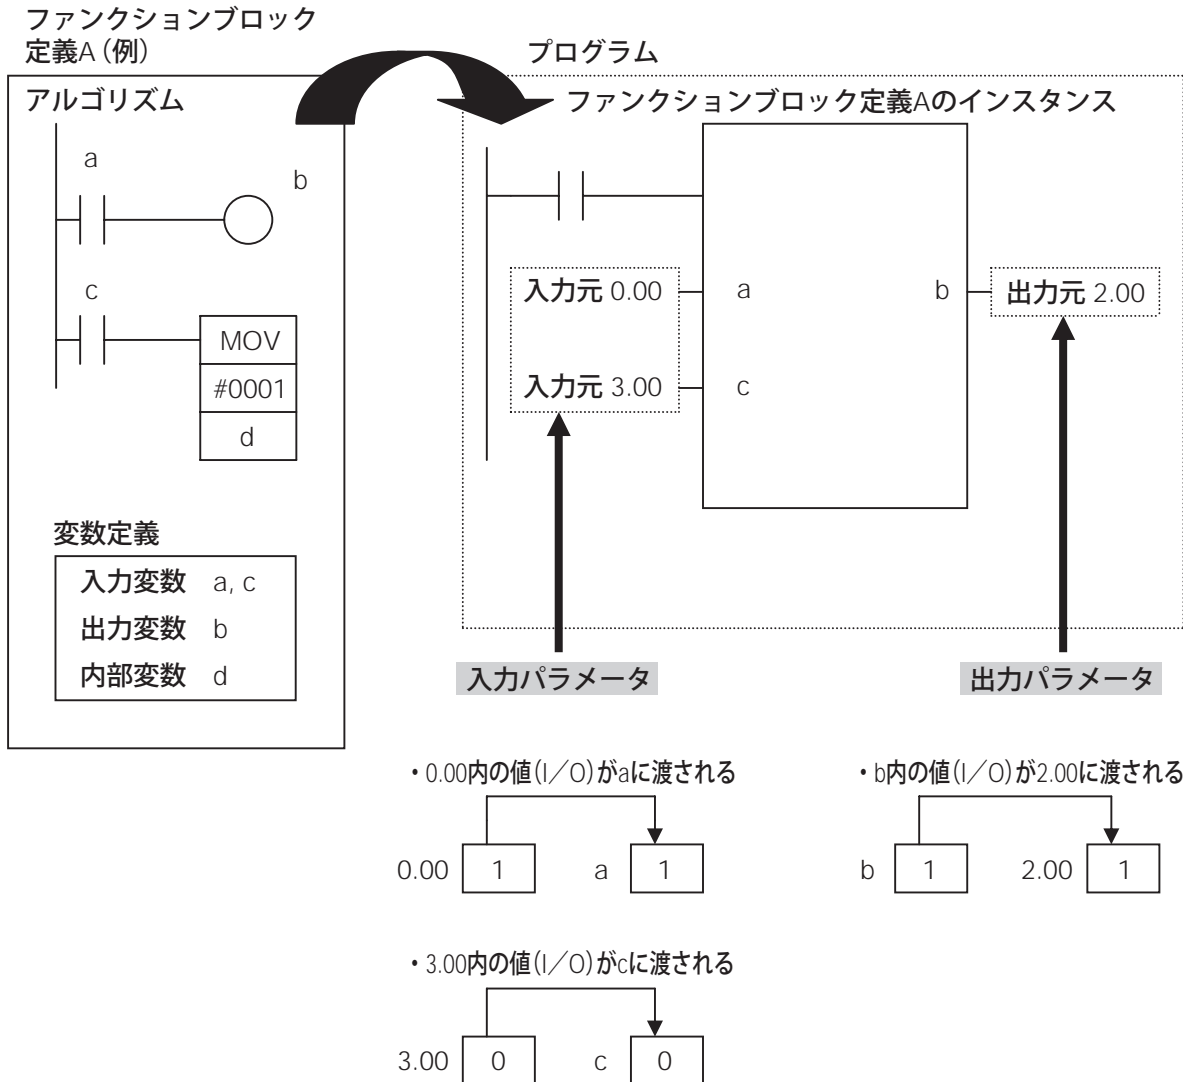 ファンクションブロック
定義A（例）
アルゴリズム
a
b
c
MOV
#0001
d
変数定義
入力変数 a, c
出力変数 b
内部変数 d
プログラム
ファンクションブロック定義Aのインスタンス
入力元 0.00
a
b
出力元 2.00
入力元 3.00
c
入力パラメータ
出力パラメータ
・0.00内の値（I／O）がaに渡される
0.00 1 a 1
・b内の値（I／O）が2.00に渡される
b 1 2.00 1
・3.00内の値（I／O）がcに渡される
3.00 0 c 0